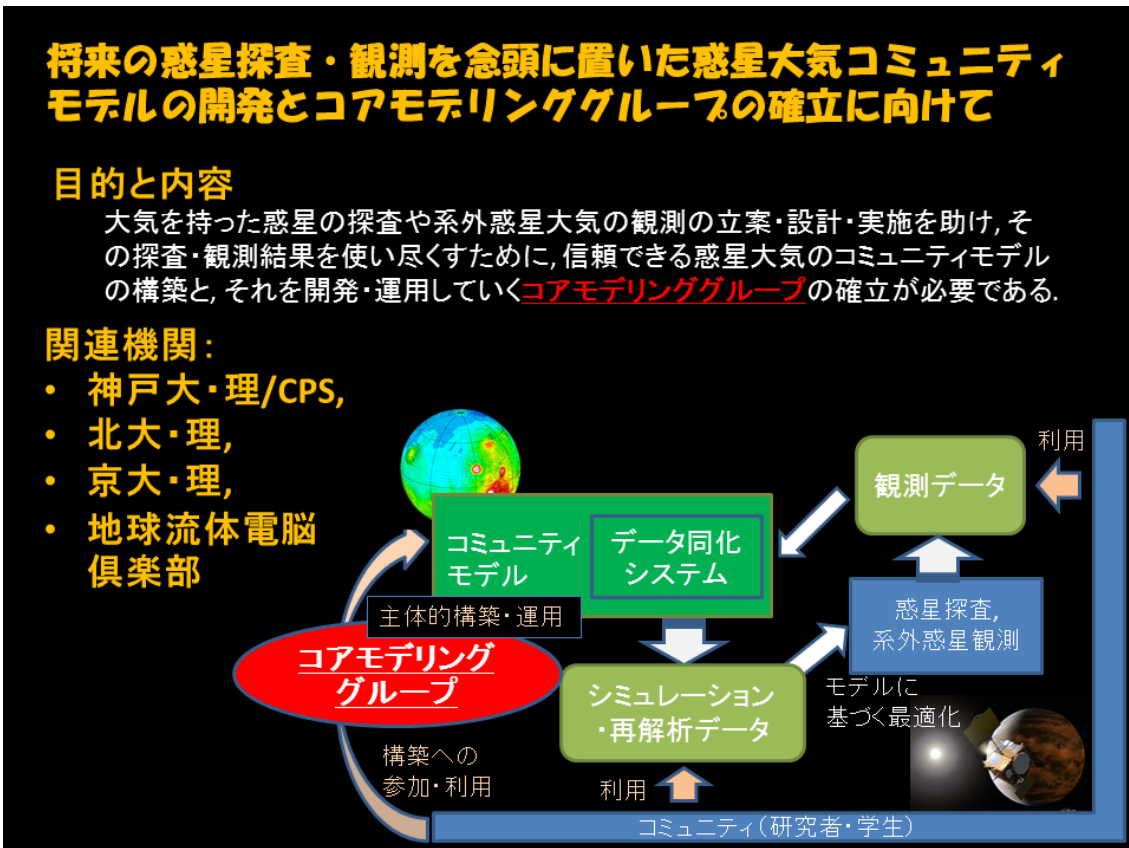 将来の惑星探査・観測を念頭に置いた惑星大気コミュニティ
モデルの開発とコアモデリンググループの確立に向けて
目的と内容
大気を持った惑星の探査や系外惑星大気の観測の立案・設計・実施を助け, そ
の探査・観測結果を使い尽くすために, 信頼できる惑星大気のコミュニティモデル
の構築と, それを開発・運用していくコアモデリンググループの確立が必要である.
関連機関:
• 神戸大・理/CPS,
• 北大・理,
• 京大・理,
• 地球流体電脳
倶楽部
利用
観測データ
コミュニティ
モデル
データ同化
システム
主体的構築・運用
惑星探査,
系外惑星観測
コアモデリング
グループ
シミュレーション
・再解析データ
モデルに
基づく最適化
構築への
参加・利用
利用
コミュニティ(研究者・学生)